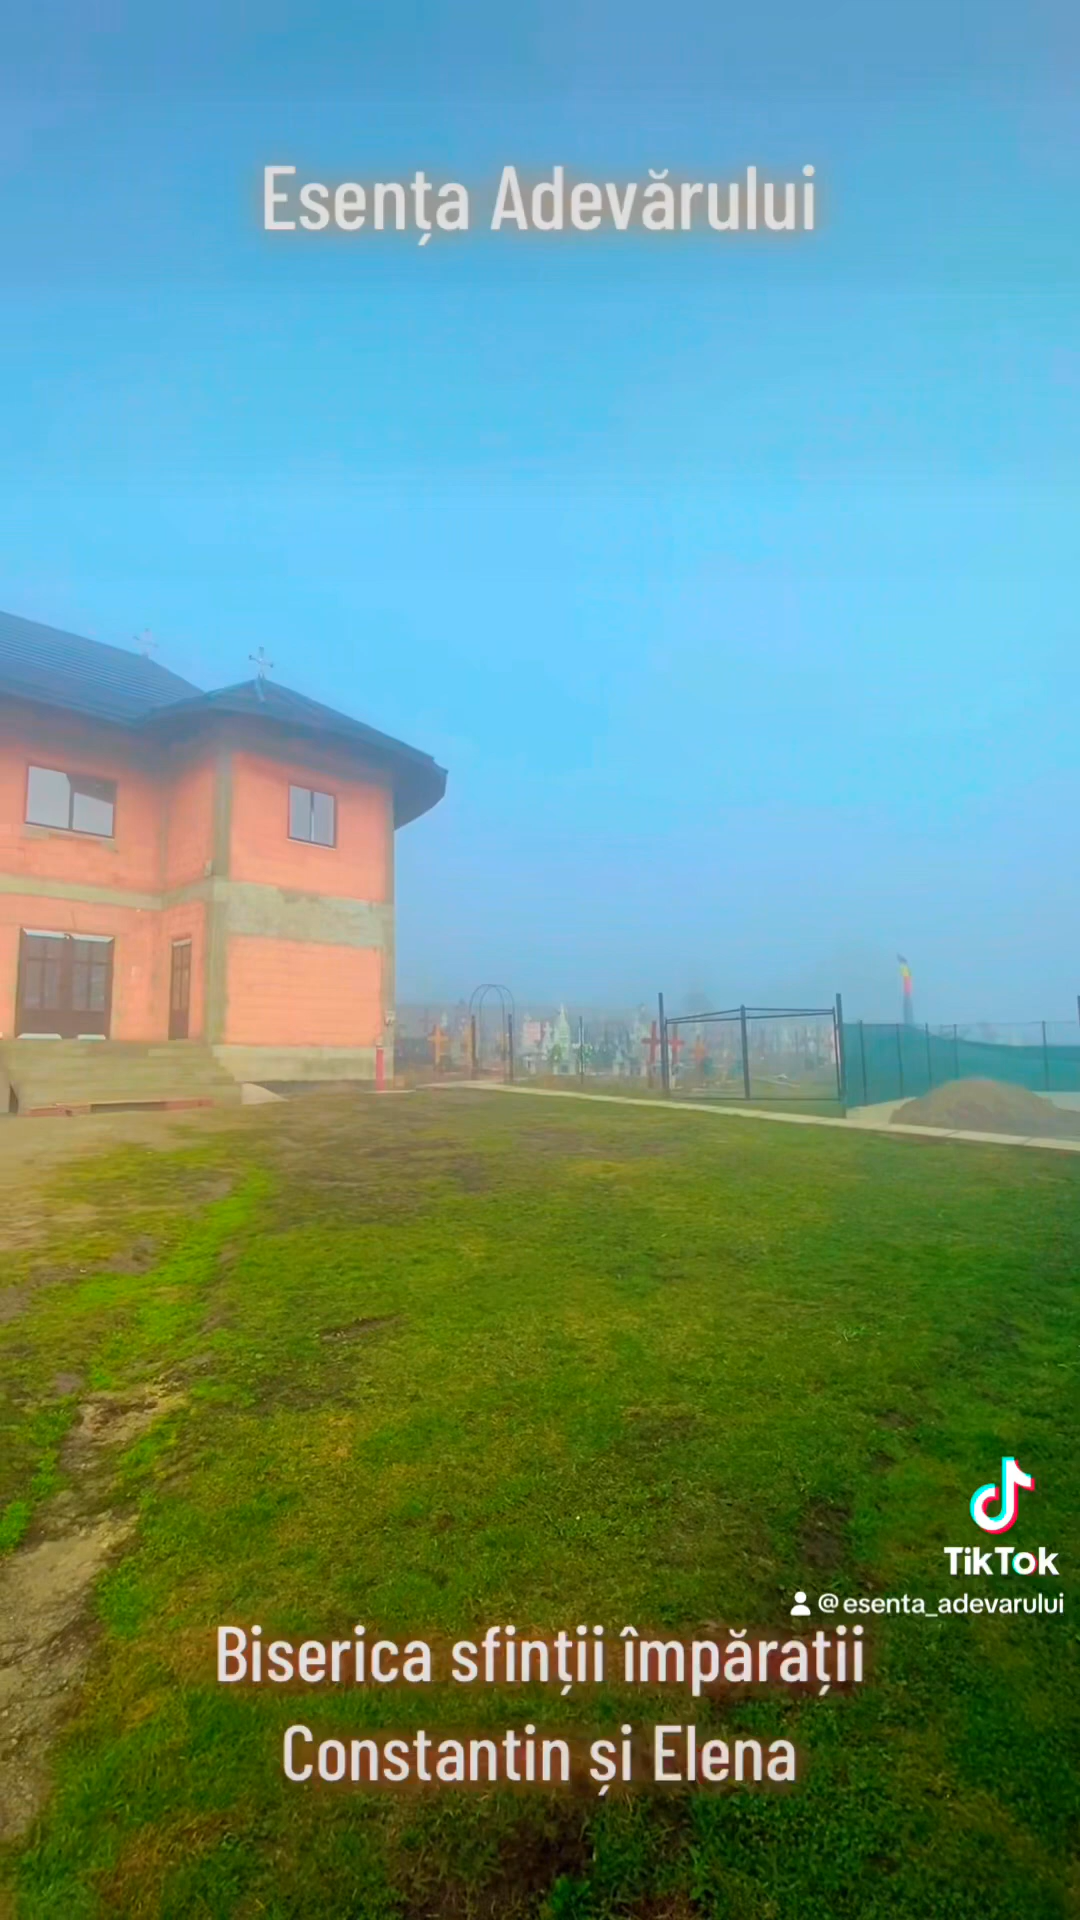 Esența Adevărului
TikTok
@esenta_adevarului
Biserica sfinții împărații
Constantin și Elena